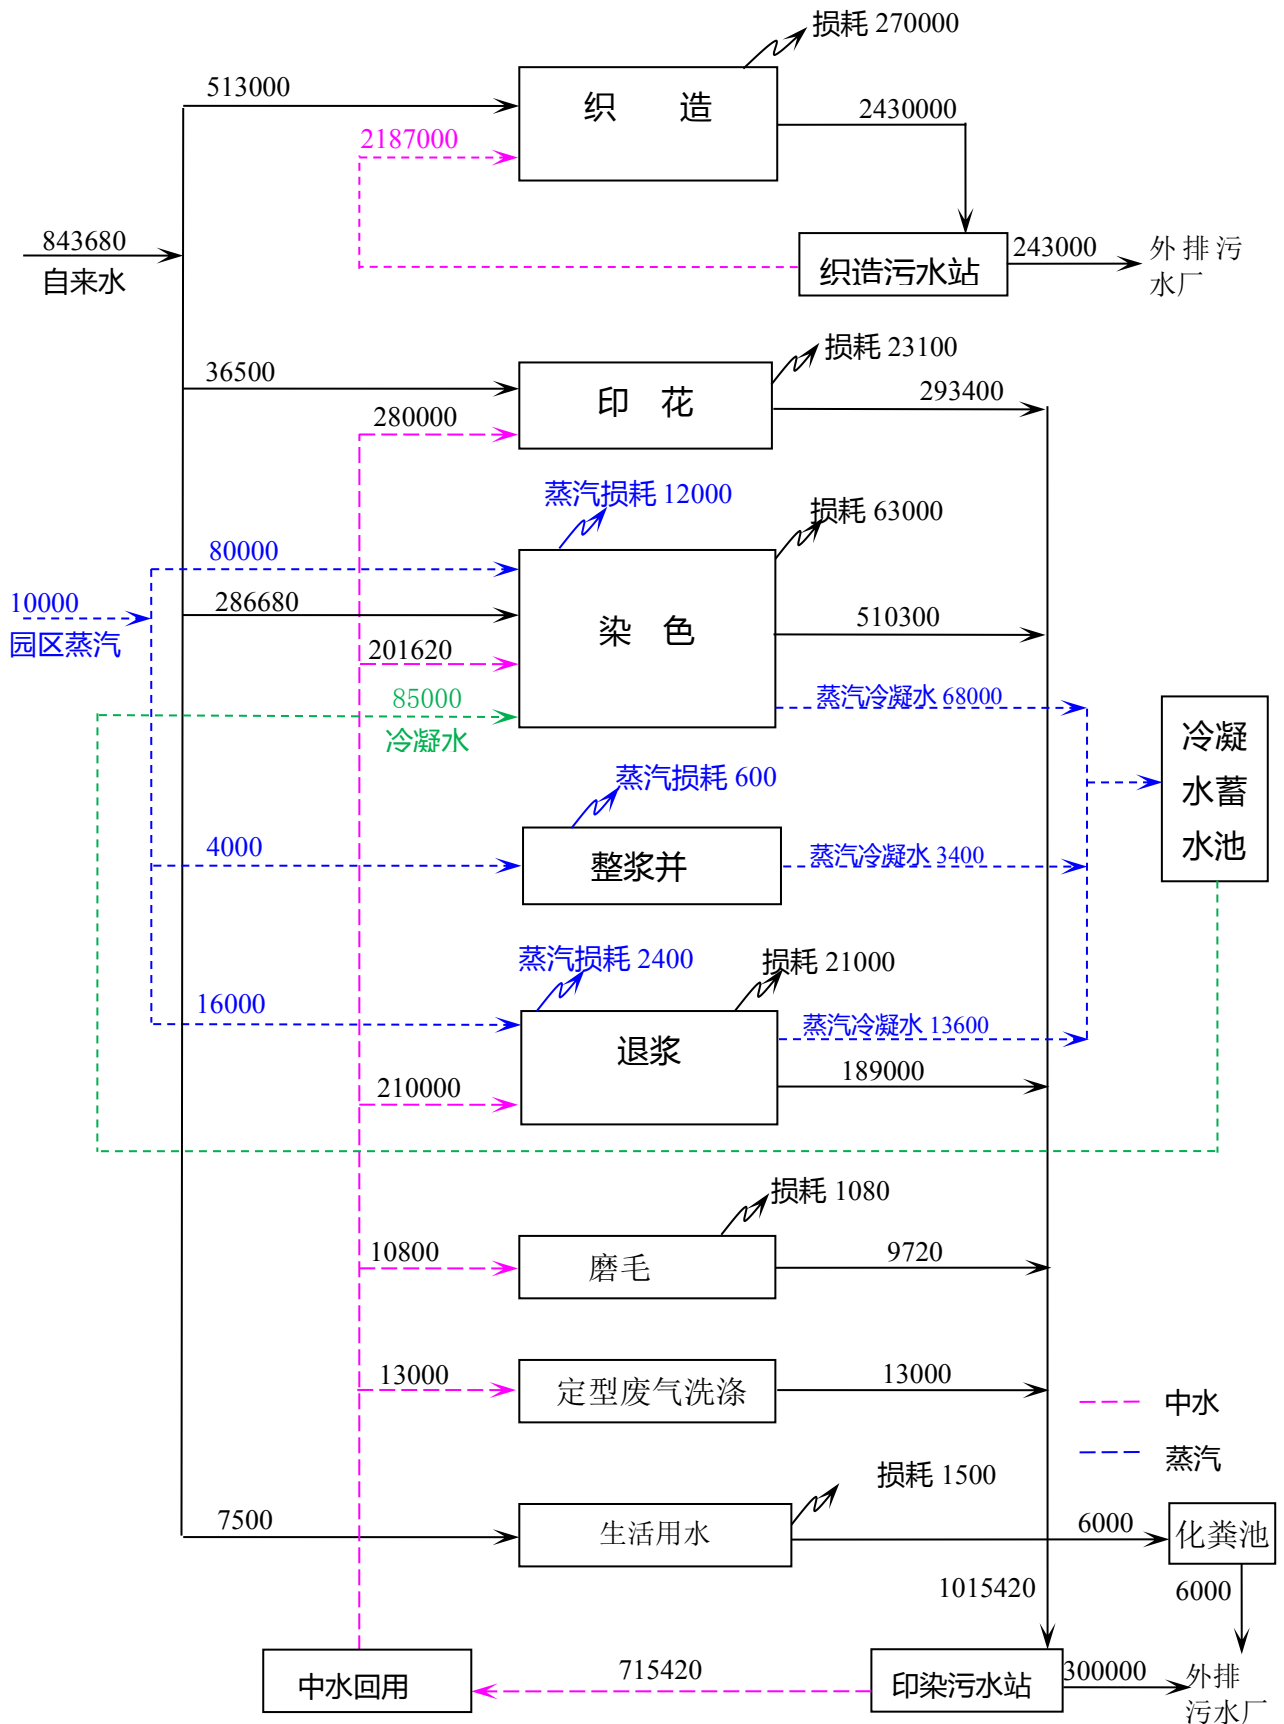 损耗 270000
513000
织 造
2430000
2187000
843680
自来水
织造污水站
243000
外 排 污
水厂
损耗 23100
36500
印 花
293400
280000
蒸汽损耗 12000
损耗 63000
80000
10000
园区蒸汽
286680
染 色
510300
201620
85000
冷凝水
蒸汽冷凝水 68000
冷凝
水蓄
水池
蒸汽损耗 600
4000
整浆并
蒸汽冷凝水 3400
蒸汽损耗 2400
损耗 21000
16000
退浆
蒸汽冷凝水 13600
189000
210000
损耗 1080
10800
磨毛
9720
13000
定型废气洗涤
13000
中水
蒸汽
损耗 1500
7500
生活用水
6000
化粪池
1015420
6000
中水回用
715420
印染污水站
300000
外排
污水厂